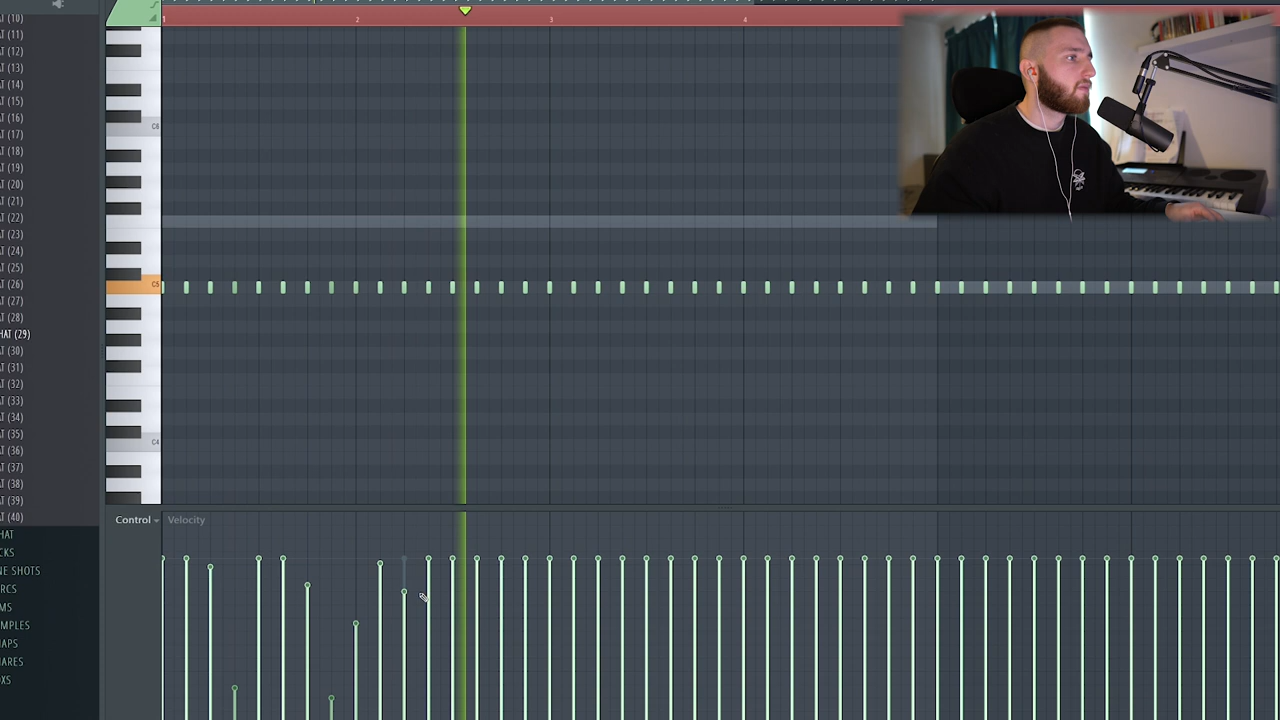 (10)
(11)
(12)
(13)
(14)
(15)
(16)
(17)
(18)
(19)
(20)
(21)
(22)
(23)
(24)
(25)
(26)
(27)
(28)
HAT (29)
(30)
(31)
(32)
(33)
(34)
(35)
(36)
(37)
(38)
(39)
(40)
HAT
CKS
NE SHOTS
RCS
MS
MPLES
APS
ARES
OXS
1 2 3 4
C6
C5
C4
Control Velocity